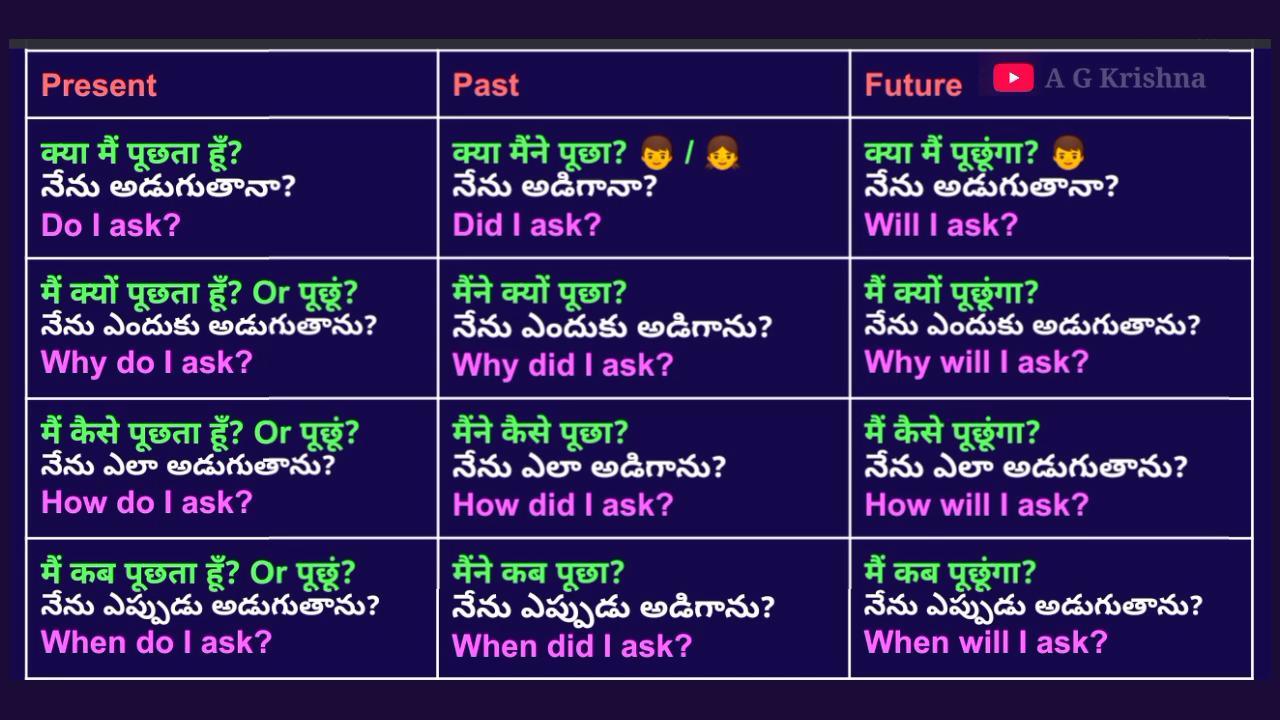 Present
Past
Future
A G Krishna
क्या मैं पूछता हूँ?
నేను అడుగుతానా?
Do I ask?
क्या मैंने पूछा? 👦 / 👧
నేను అడిగానా?
Did I ask?
क्या मैं पूछूंगा? 👦
నేను అడుగుతానా?
Will I ask?
मैं क्यों पूछता हूँ? Or पूछूं?
నేను ఎందుకు అడుగుతాను?
Why do I ask?
मैंने क्यों पूछा?
నేను ఎందుకు అడిగాను?
Why did I ask?
मैं क्यों पूछूंगा?
నేను ఎందుకు అడుగుతాను?
Why will I ask?
मैं कैसे पूछता हूँ? Or पूछूं?
నేను ఎలా అడుగుతాను?
How do I ask?
मैंने कैसे पूछा?
నేను ఎలా అడిగాను?
How did I ask?
मैं कैसे पूछूंगा?
నేను ఎలా అడుగుతాను?
How will I ask?
मैं कब पूछता हूँ? Or पूछूं?
నేను ఎప్పుడు అడుగుతాను?
When do I ask?
मैंने कब पूछा?
నేను ఎప్పుడు అడిగాను?
When did I ask?
मैं कब पूछूंगा?
నేను ఎప్పుడు అడుగుతాను?
When will I ask?